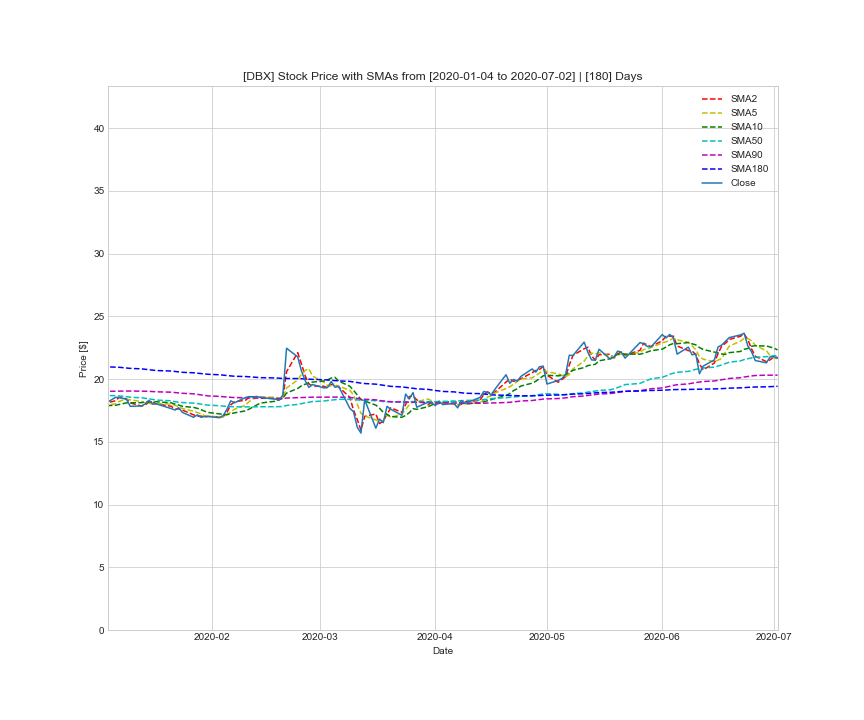 [DBX] Stock Price with SMAs from [2020-01-04 to 2020-07-02] | [180] Days
SMA2
SMA5
SMA10
SMA50
SMA90
SMA180
Close
40
35
30
25
20
15
10
5
0
Price [$]
2020-02
2020-03
2020-04
2020-05
2020-06
2020-07
Date